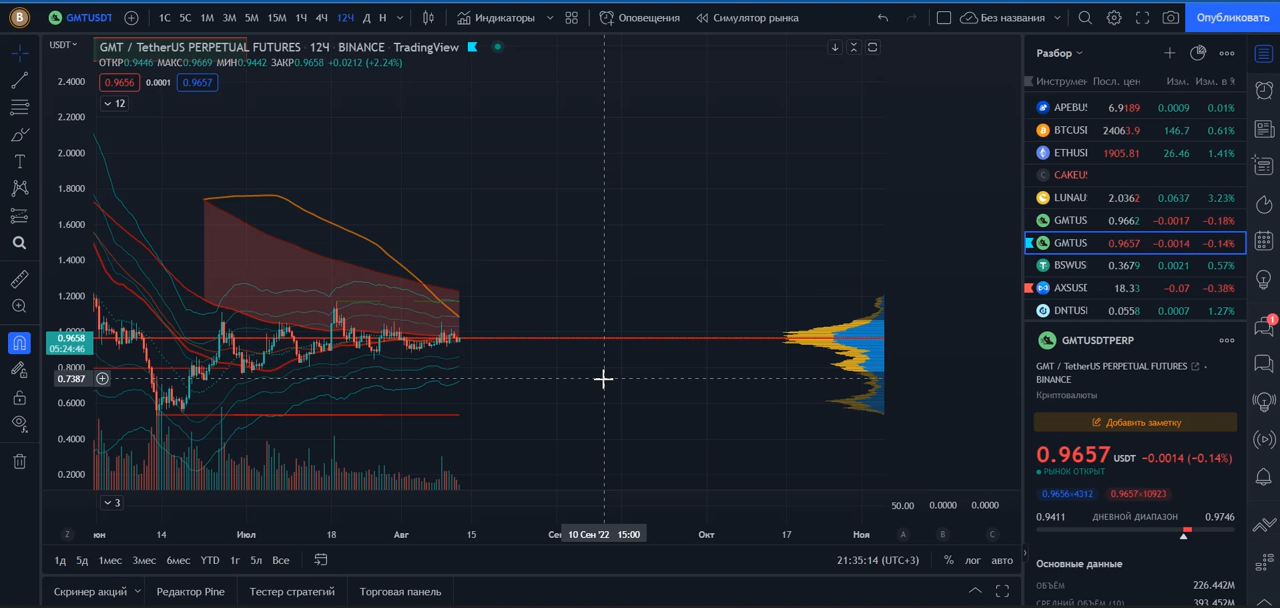 B GMTUSDT 1С 5С 1М 3М 5М 15М 1Ч 4Ч 12Ч Д Н Индикаторы Оповещения Симулятор рынка Без названия Опубликовать
USDT
GMT / TetherUS PERPETUAL FUTURES · 12Ч · BINANCE · TradingView
ОТКР0.9446 МАКС0.9669 МИН0.9442 ЗАКР0.9658 +0.0212 (+2.24%)
0.9656 0.0001 0.9657
12
2.4000
2.2000
2.0000
1.8000
1.6000
1.4000
1.2000
1.0000
0.9658
05:24:46
0.8000
0.7387
0.6000
0.4000
0.2000
3
50.00 0.0000 0.0000
Z юн 14 Июл 18 Авг 15 Сен 10 Сен '22 15:00 Окт 17 Ноя A B C
1д 5д 1мес 3мес 6мес YTD 1г 5л Все 21:35:14 (UTC+3) % лог авто
Скринер акций Редактор Pine Тестер стратегий Торговая панель
Разбор
Инструмен Посл. цен Изм. Изм. в %
APEBU 6.9189 0.0009 0.01%
BTCUSI 24063.9 146.7 0.61%
ETHUSI 1905.81 26.46 1.41%
C CAKEU
LUNAU 2.0362 0.0637 3.23%
GMTUS 0.9662 −0.0017 −0.18%
GMTUS 0.9657 −0.0014 −0.14%
BSWUS 0.3679 0.0021 0.57%
AXSUSI 18.33 −0.07 −0.38%
DNTUSI 0.0558 0.0007 1.27%
1
GMTUSDTPERP
GMT / TetherUS PERPETUAL FUTURES ·
BINANCE
Криптовалюты
Добавить заметку
0.9657 USDT −0.0014 (−0.14%)
РЫНОК ОТКРЫТ
0.9656×4312 0.9657×10923
0.9411 ДНЕВНОЙ ДИАПАЗОН 0.9746
Основные данные
ОБЪЁМ 226.442M
СРЕДНИЙ ОБЪЁМ (10) 393.452M